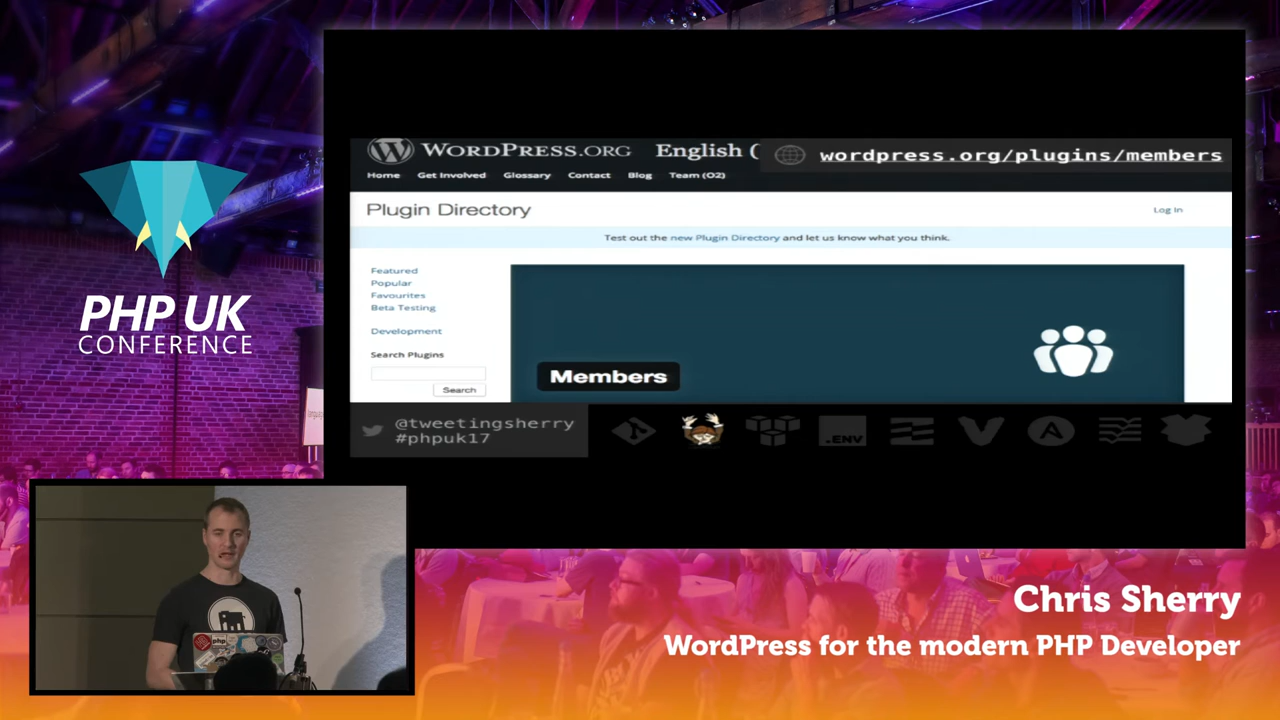 PHP UK
CONFERENCE
WORDPRESS.ORG
English (
wordpress.org/plugins/members
Home Get Involved Glossary Contact Blog Team (O2)
Plugin Directory
Log In
Test out the new Plugin Directory and let us know what you think.
Featured
Popular
Favourites
Beta Testing
Development
Search Plugins
Search
Members
@tweetingsherry
#phpuk17
.ENV
php
Chris Sherry
WordPress for the modern PHP Developer